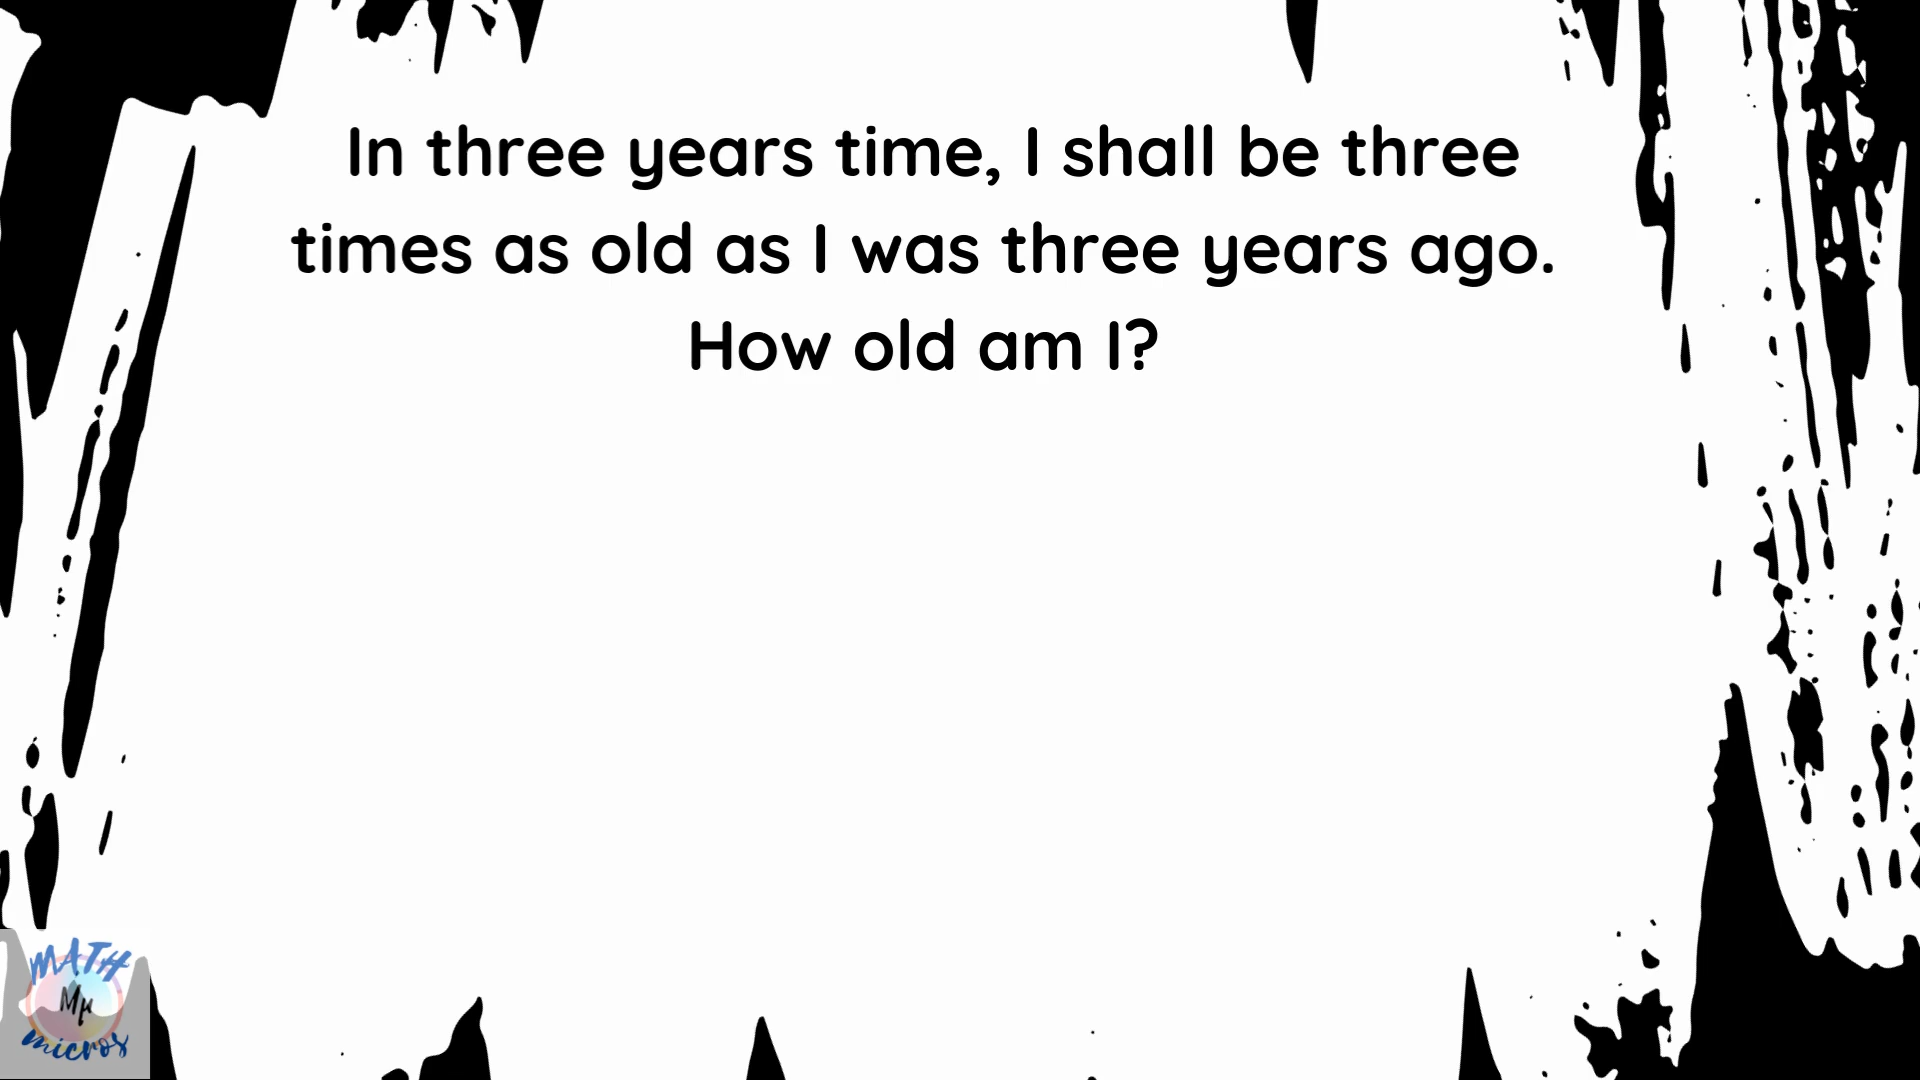 In three years time, I shall be three
times as old as I was three years ago.
How old am I?
MATH
Mμ
micros